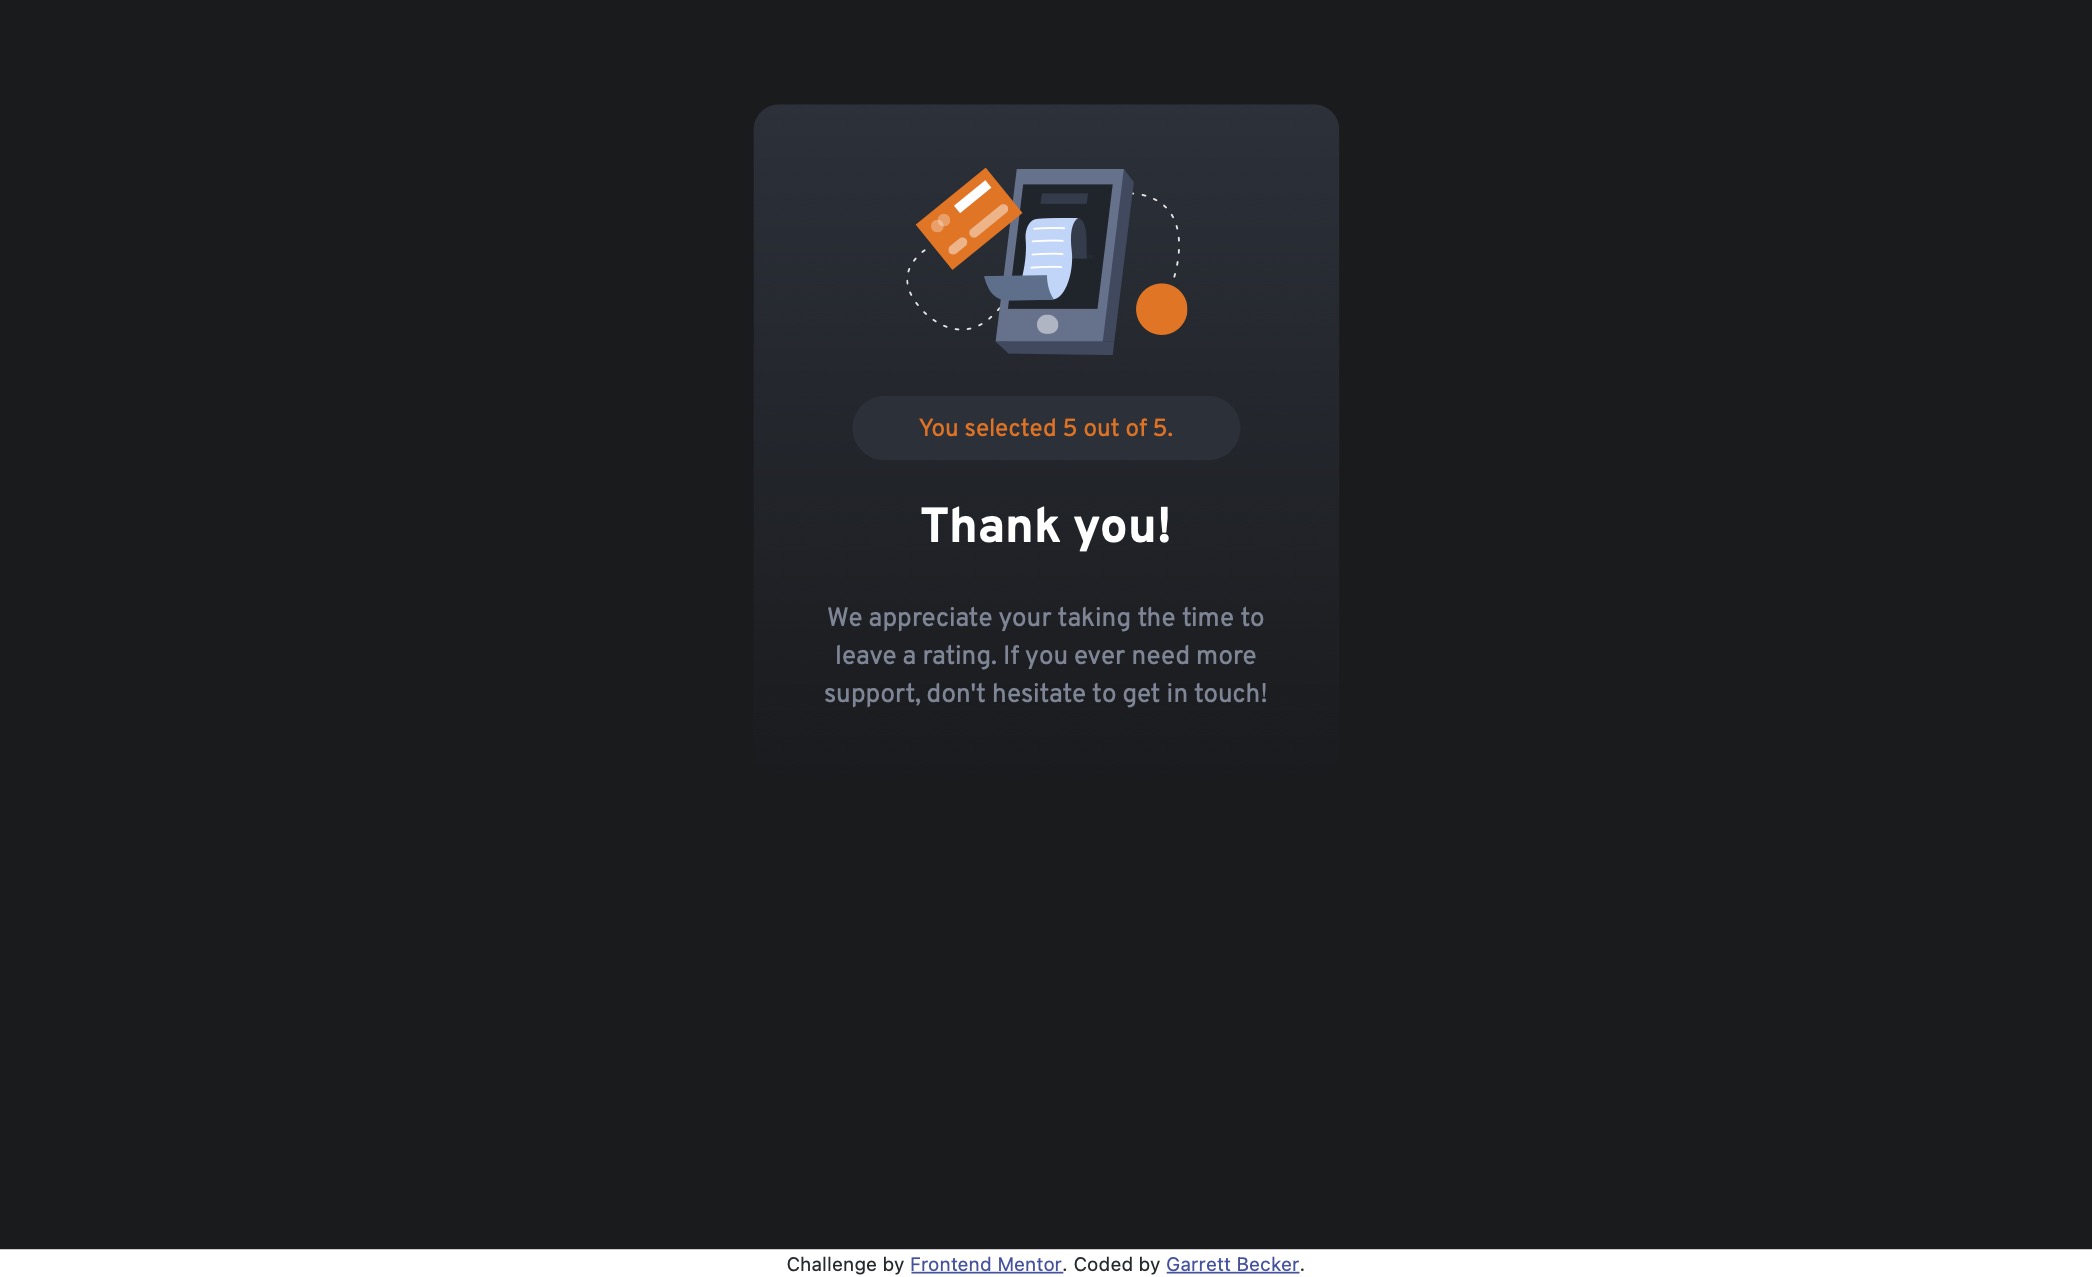 You selected 5 out of 5.
Thank you!
We appreciate your taking the time to
leave a rating. If you ever need more
support, don't hesitate to get in touch!
Challenge by Frontend Mentor. Coded by Garrett Becker.